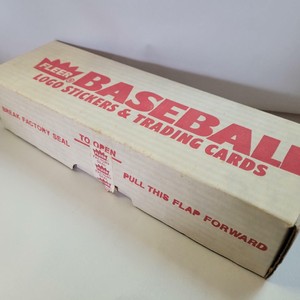 FLEER® BASEBALL
LOGO STICKERS & TRADING CARDS
BREAK FACTORY SEAL TO OPEN PULL THIS FLAP FORWARD